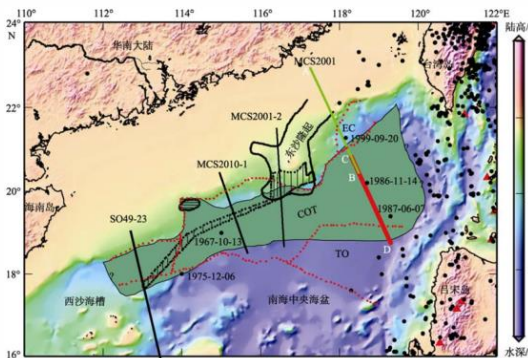 110° 112° 114° 116° 118° 120° 122°E
24°
N
22°
20°
18°
16°
陆高/
水深/
华南大陆
台湾岛
MCS2001
MCS2001-2
东沙隆起
EC
1999-09-20
C
B
1986-11-14
MCS2010-1
海南岛
SO49-23
COT
1987-06-07
1967-10-13
D
TO
1975-12-06
西沙海槽
南海中央海盆
吕宋岛